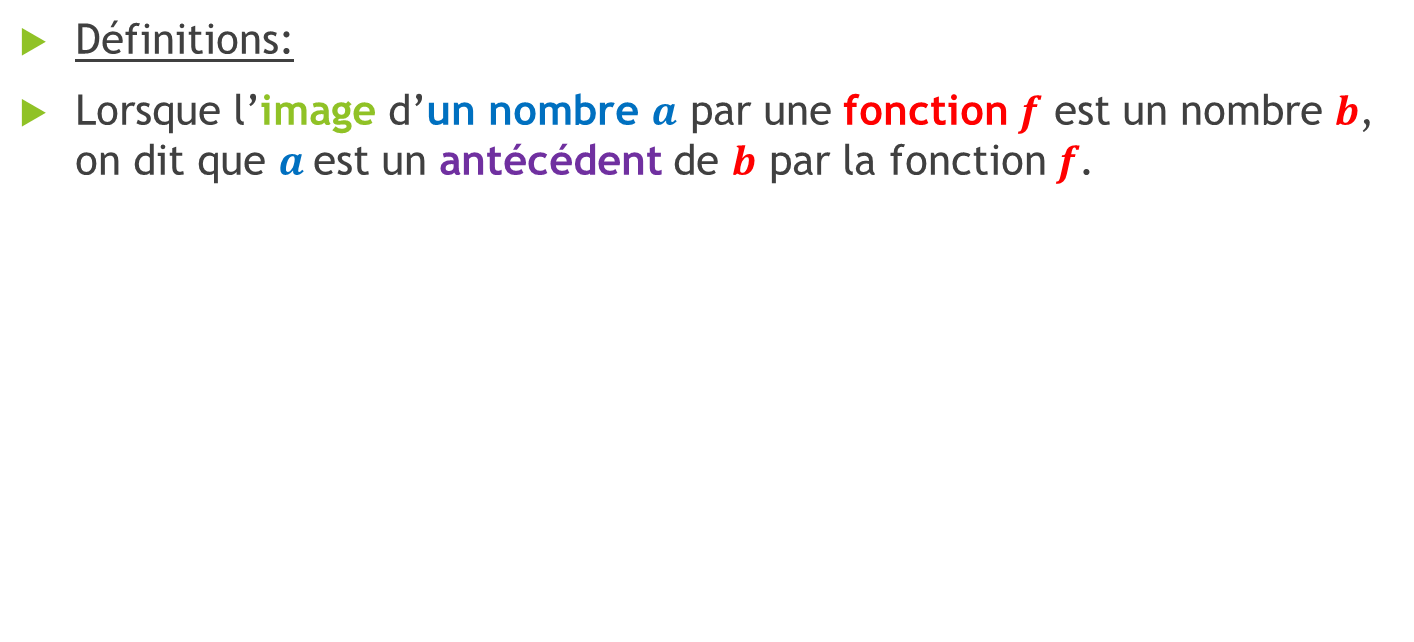 Définitions:
Lorsque l’image d’un nombre a par une fonction f est un nombre b,
on dit que a est un antécédent de b par la fonction f.